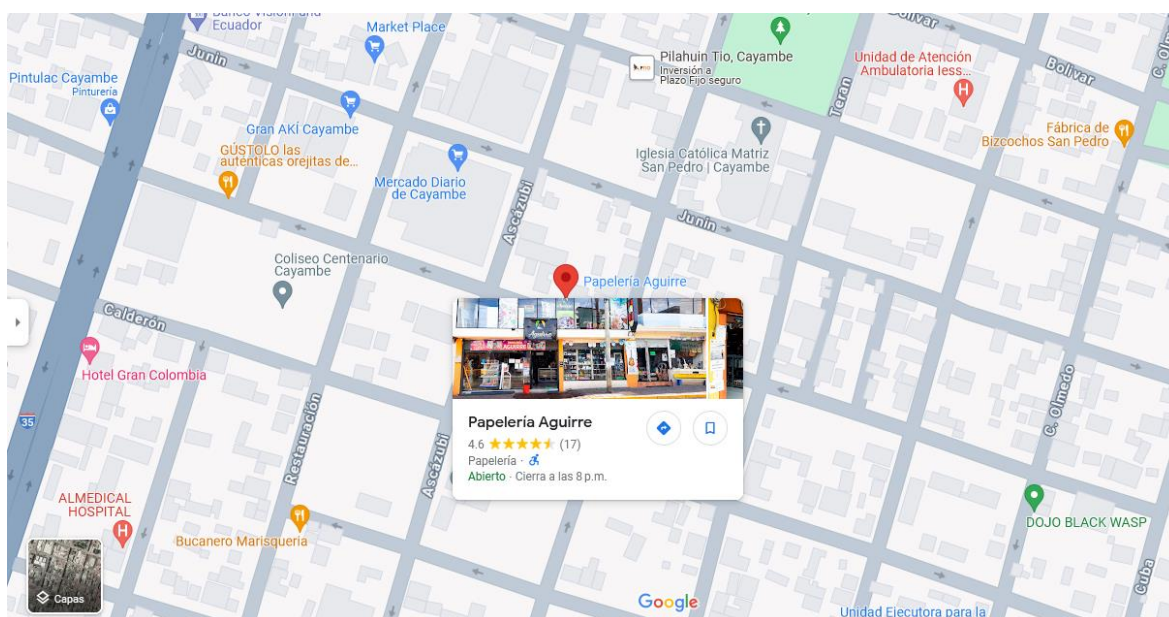 Ecuador
Market Place
Bolívar
C. Olmedo
Junín
Pilahuin Tio, Cayambe
Inversión a
Plazo Fijo seguro
Unidad de Atención
Ambulatoria Iess...
Bolívar
Pintulac Cayambe
Pinturería
Terán
Gran AKÍ Cayambe
Fábrica de
Bizcochos San Pedro
GÚSTOLO las
auténticas orejitas de...
Iglesia Católica Matriz
San Pedro | Cayambe
Mercado Diario
de Cayambe
Ascázubi
Junín
Coliseo Centenario
Cayambe
Papelería Aguirre
Calderón
Hotel Gran Colombia
35
Restauración
Papelería Aguirre
4.6 (17)
Papelería ·
Abierto · Cierra a las 8 p.m.
Ascázubi
C. Olmedo
ALMEDICAL
HOSPITAL
Bucanero Marisqueria
DOJO BLACK WASP
Cuba
Capas
Google
Unidad Ejecutora para la